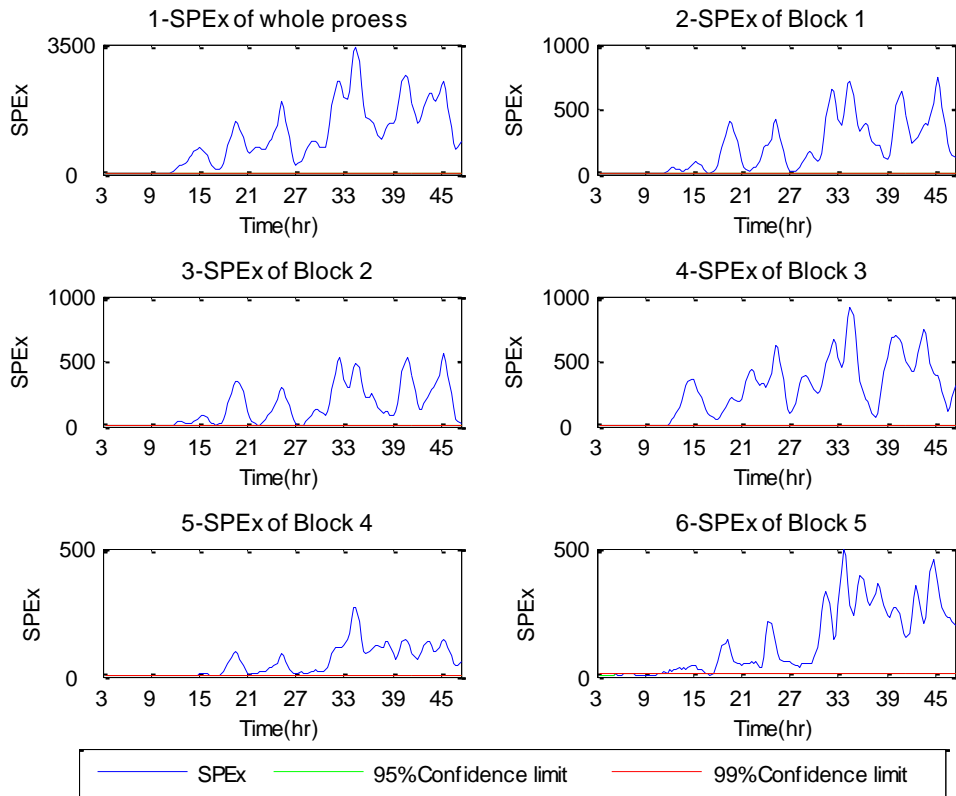 1-SPEx of whole proess
3500
0
SPEx
3 9 15 21 27 33 39 45
Time(hr)
2-SPEx of Block 1
1000
500
0
SPEx
3 9 15 21 27 33 39 45
Time(hr)
3-SPEx of Block 2
1000
500
0
SPEx
3 9 15 21 27 33 39 45
Time(hr)
4-SPEx of Block 3
1000
500
0
SPEx
3 9 15 21 27 33 39 45
Time(hr)
5-SPEx of Block 4
500
0
SPEx
3 9 15 21 27 33 39 45
Time(hr)
6-SPEx of Block 5
500
0
SPEx
3 9 15 21 27 33 39 45
Time(hr)
SPEx 95%Confidence limit 99%Confidence limit